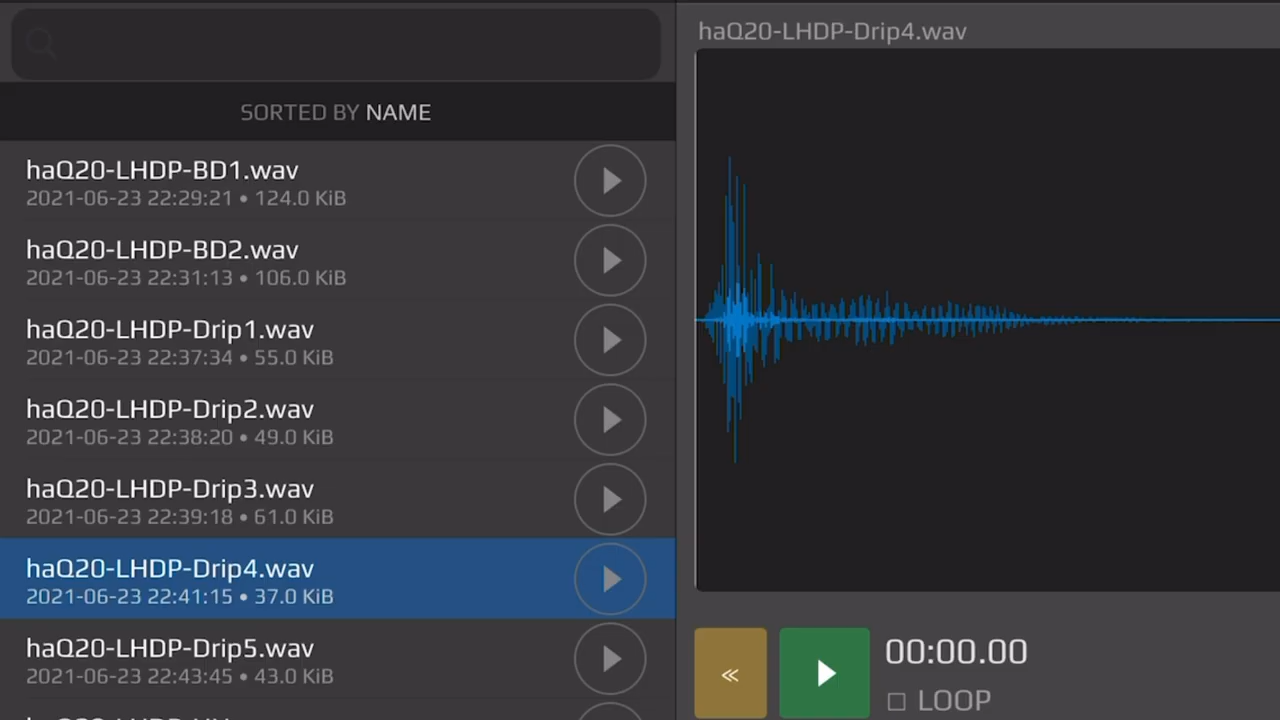 haQ20-LHDP-Drip4.wav
SORTED BY NAME
haQ20-LHDP-BD1.wav
2021-06-23 22:29:21 • 124.0 KiB
haQ20-LHDP-BD2.wav
2021-06-23 22:31:13 • 106.0 KiB
haQ20-LHDP-Drip1.wav
2021-06-23 22:37:34 • 55.0 KiB
haQ20-LHDP-Drip2.wav
2021-06-23 22:38:20 • 49.0 KiB
haQ20-LHDP-Drip3.wav
2021-06-23 22:39:18 • 61.0 KiB
haQ20-LHDP-Drip4.wav
2021-06-23 22:41:15 • 37.0 KiB
haQ20-LHDP-Drip5.wav
2021-06-23 22:43:45 • 43.0 KiB
00:00.00
LOOP